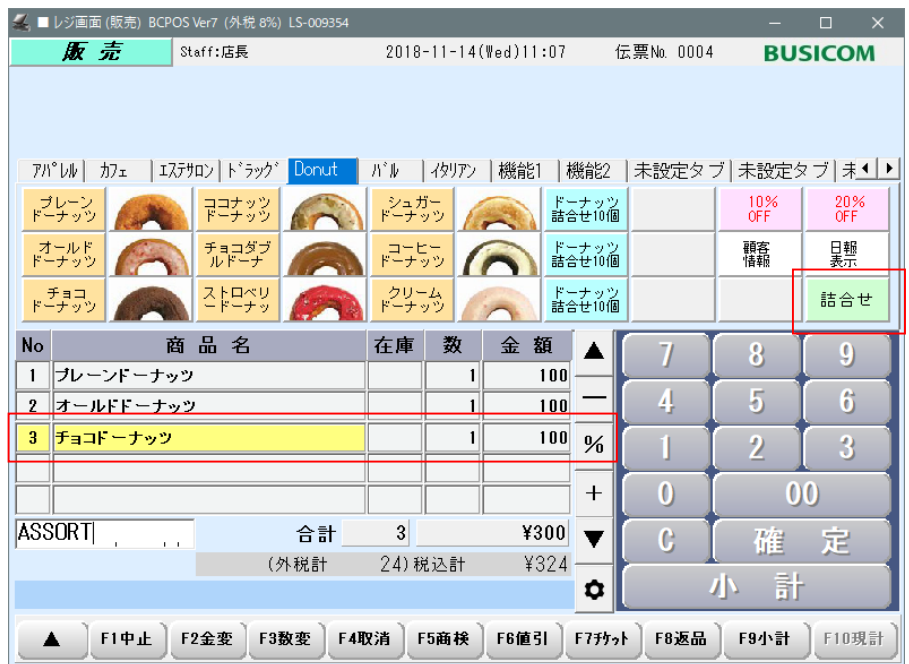 ■レジ画面 (販売) BCPOS Ver7 (外税 8%) LS-009354
販売 Staff:店長 2018-11-14(Wed)11:07 伝票No. 0004 BUSICOM
アパレル カフェ エステサロン ドラッグ Donut バル イタリアン 機能1 機能2 未設定タブ 未設定タブ 未
プレーン ココナッツ シュガー ドーナッツ 10% 20%
ドーナッツ ドーナッツ ドーナッツ 詰合せ10個 OFF OFF
オールド チョコダブ コーヒー ドーナッツ 顧客 日報
ドーナッツ ルドーナ ドーナッツ 詰合せ10個 情報 表示
チョコ ストロベリ クリーム ドーナッツ 詰合せ
ドーナッツ ードーナッ ドーナッツ 詰合せ10個
No 商品名 在庫 数 金額 ▲ 7 8 9
1 プレーンドーナッツ 1 100
2 オールドドーナッツ 1 100 － 4 5 6
3 チョコドーナッツ 1 100 % 1 2 3
＋ 0 00
ASSORT 合計 3 ¥300 ▼ C 確定
(外税計 24) 税込計 ¥324
小計
▲ F1中止 F2金変 F3数変 F4取消 F5商検 F6値引 F7チケット F8返品 F9小計 F10現計